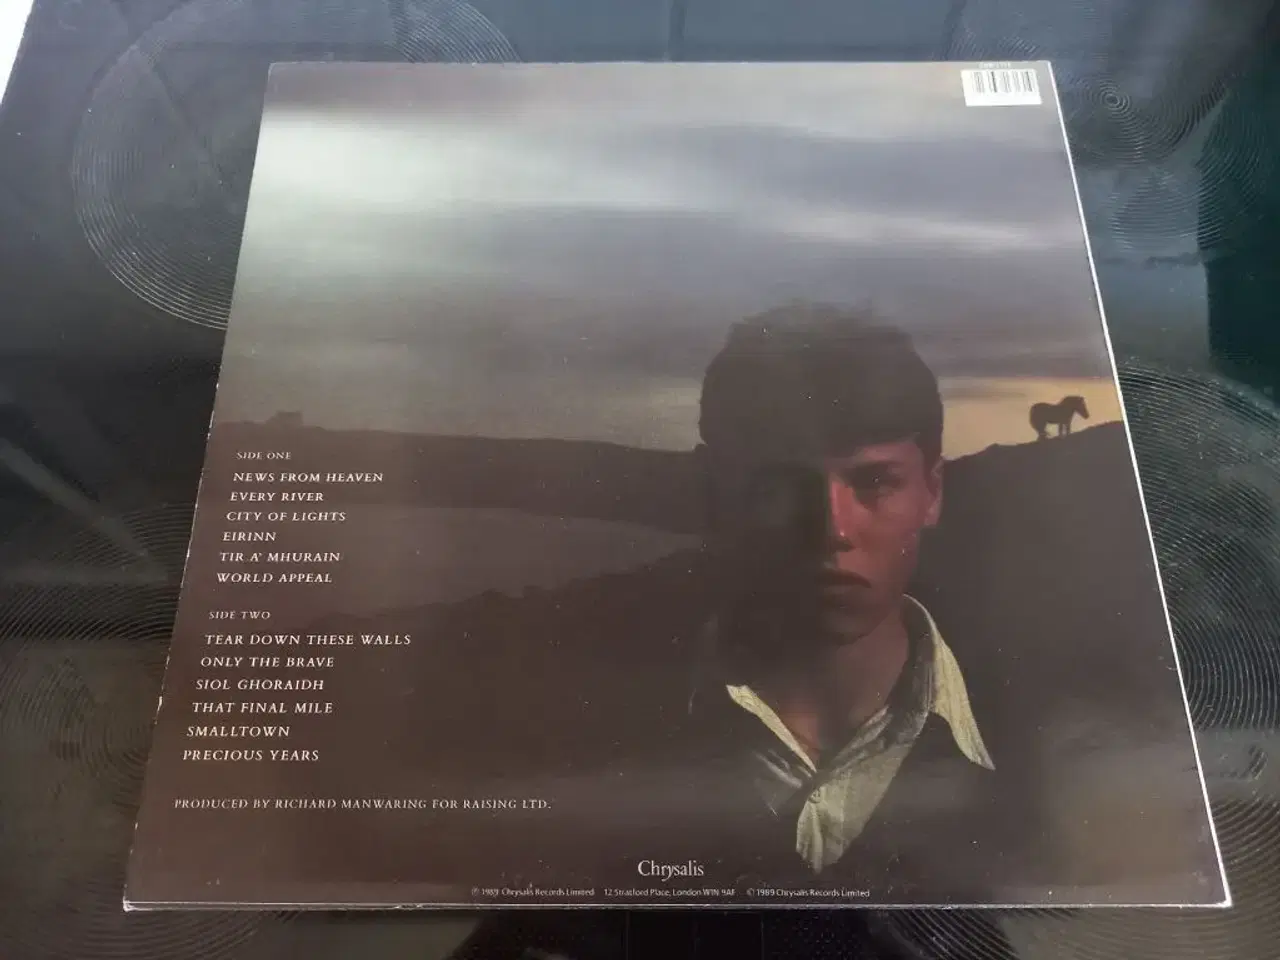 SIDE ONE
NEWS FROM HEAVEN
EVERY RIVER
CITY OF LIGHTS
EIRINN
TIR A' MHURAIN
WORLD APPEAL
SIDE TWO
TEAR DOWN THESE WALLS
ONLY THE BRAVE
SIOL GHORAIDH
THAT FINAL MILE
SMALLTOWN
PRECIOUS YEARS
PRODUCED BY RICHARD MANWARING FOR RAISING LTD.
Chrysalis
℗ 1989 Chrysalis Records Limited 12 Stratford Place, London W1N 9AF © 1989 Chrysalis Records Limited